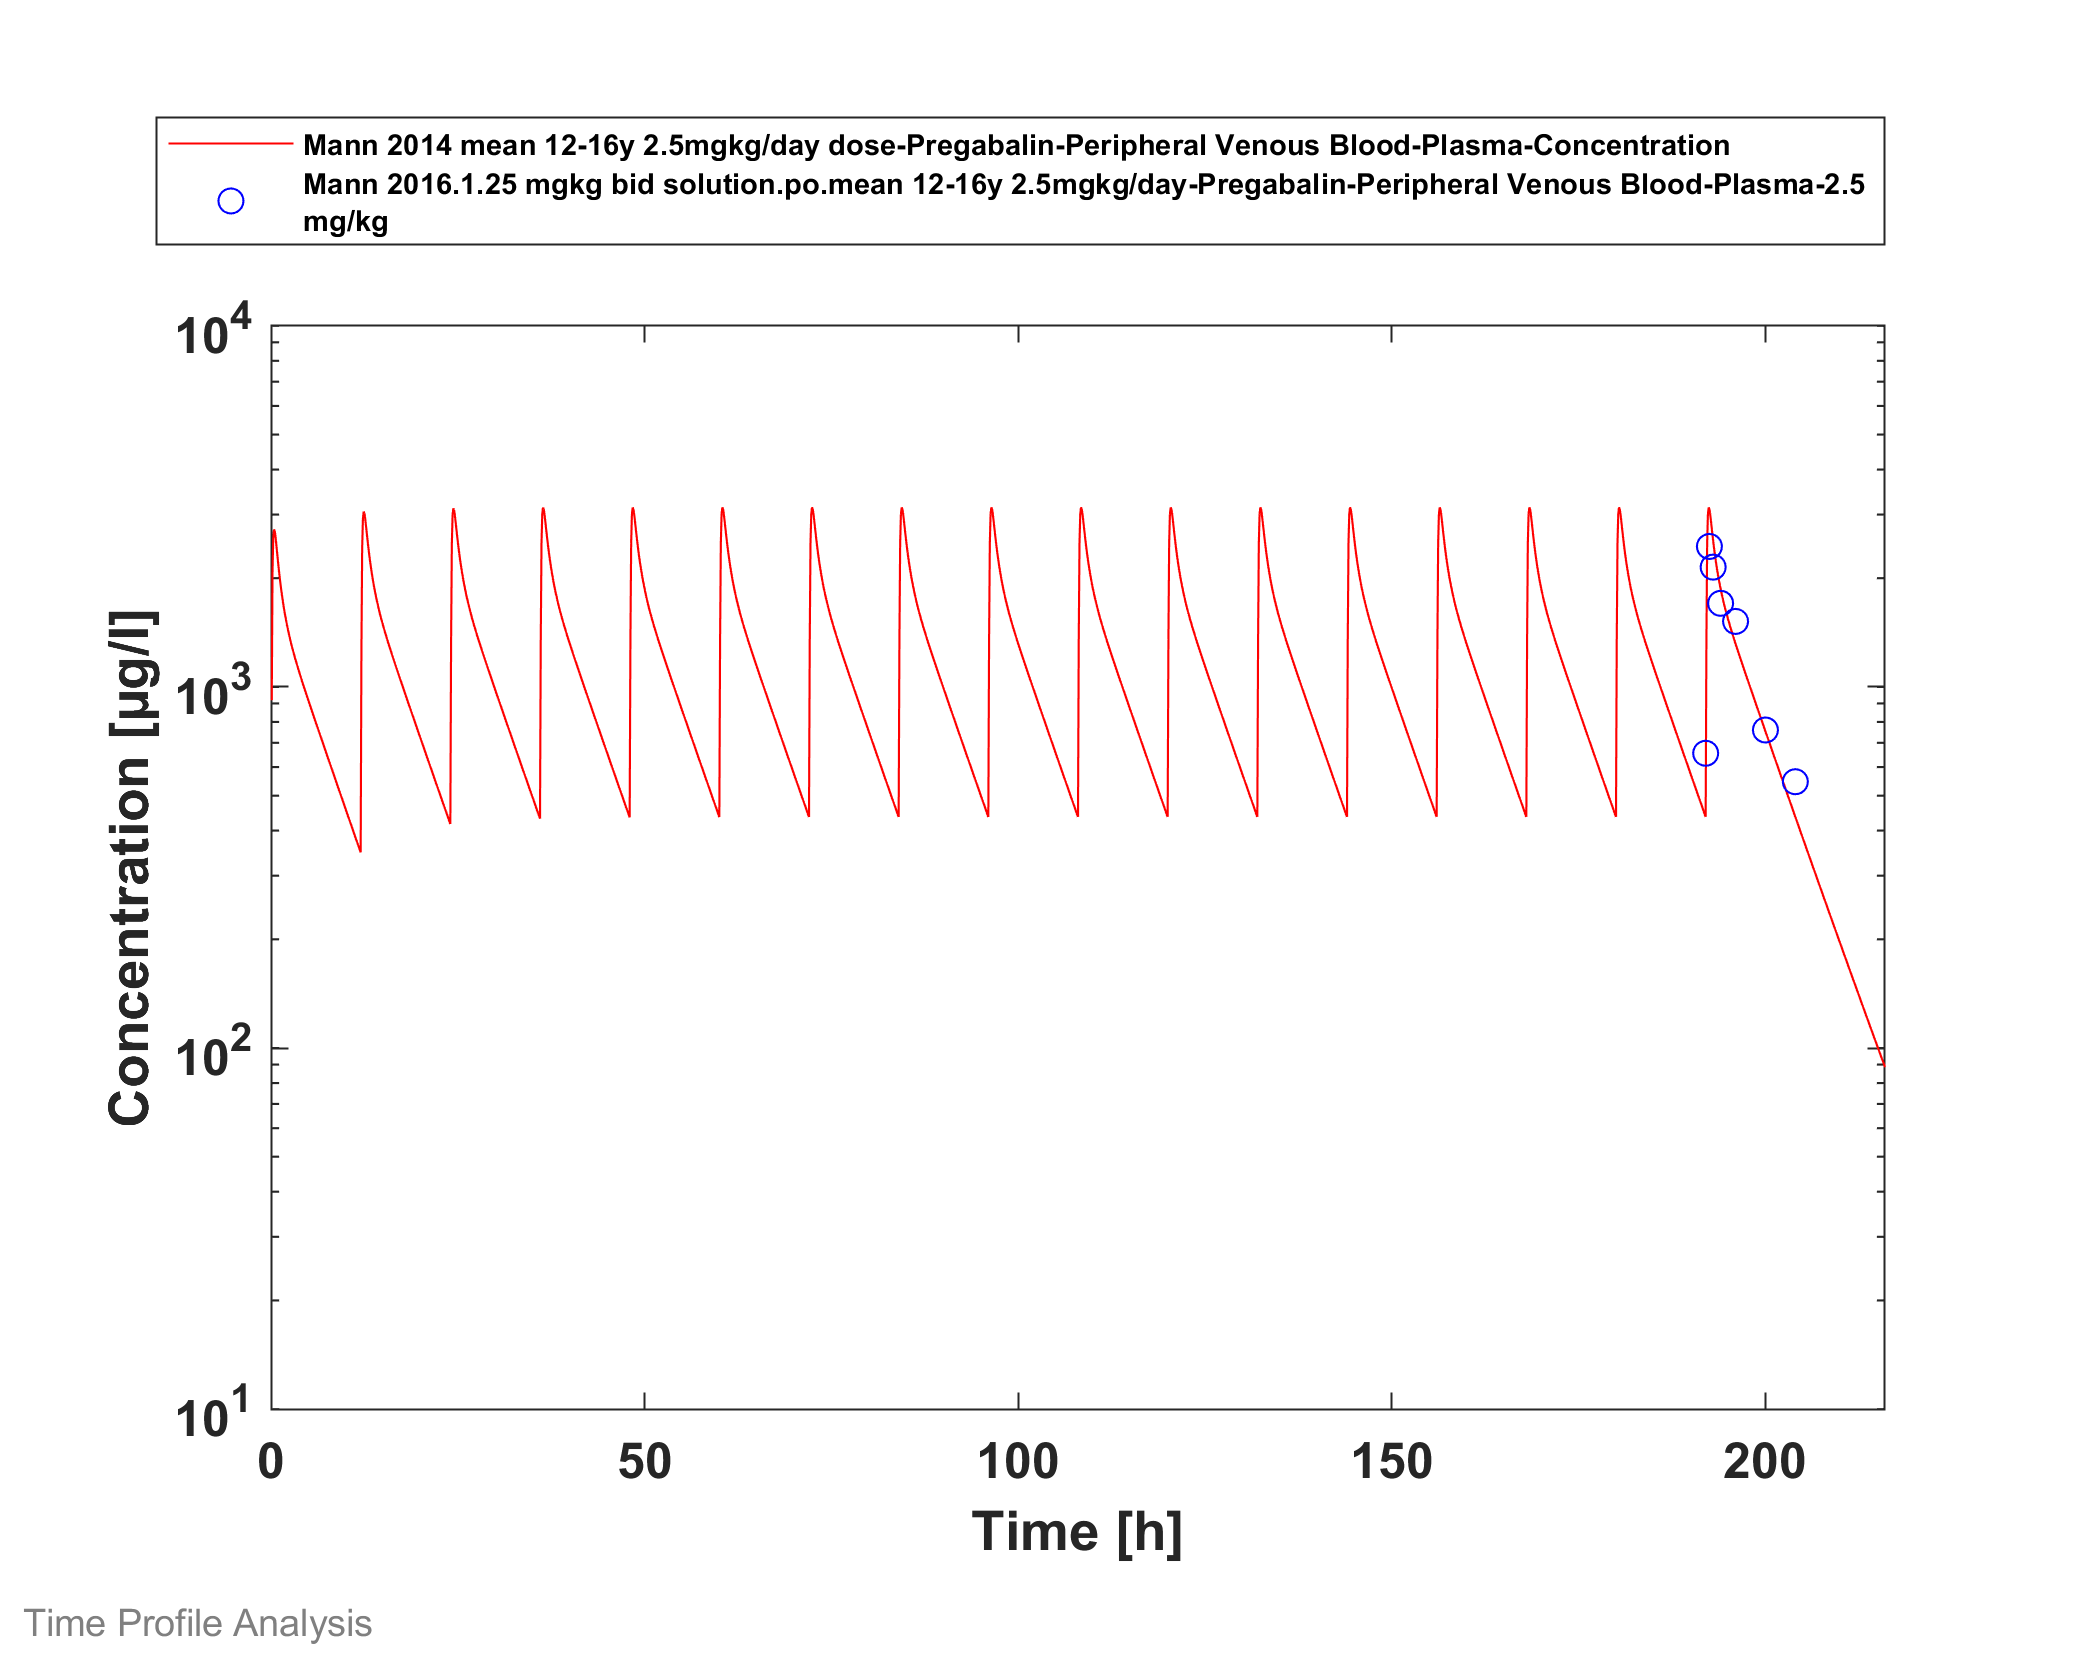 Mann 2014 mean 12-16y 2.5mgkg/day dose-Pregabalin-Peripheral Venous Blood-Plasma-Concentration
Mann 2016.1.25 mgkg bid solution.po.mean 12-16y 2.5mgkg/day-Pregabalin-Peripheral Venous Blood-Plasma-2.5
mg/kg
10^4
10^3
10^2
10^1
Concentration [µg/l]
0 50 100 150 200
Time [h]
Time Profile Analysis